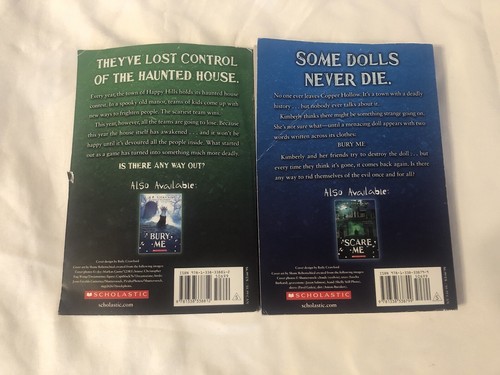 THEY'VE LOST CONTROL
OF THE HAUNTED HOUSE.
Every year, the town of Happy Hills holds its haunted house
contest. In a spooky old manor, teams of kids come up with
new ways to frighten people. The scariest team wins.
This year, however, all the teams are going to lose. Because
this year the house itself has awakened . . . and it won't be
happy until it's devoured all the people inside. What started
out as a game has turned into something much more deadly.
IS THERE ANY WAY OUT?
Also Available:
BURY
ME
SCHOLASTIC
scholastic.com
SOME DOLLS
NEVER DIE.
No one ever leaves Copper Hollow. It's a town with a deadly
history . . . but nobody ever talks about it.
Kimberly thinks there might be something strange going on.
She's not sure what—until a menacing doll appears with two
words written across its clothes:
BURY ME
Kimberly and her friends try to destroy the doll . . . but
every time they think it's gone, it comes back again. Is there
any way to rid themselves of the evil once and for all?
Also Available:
SCARE
ME
SCHOLASTIC
scholastic.com